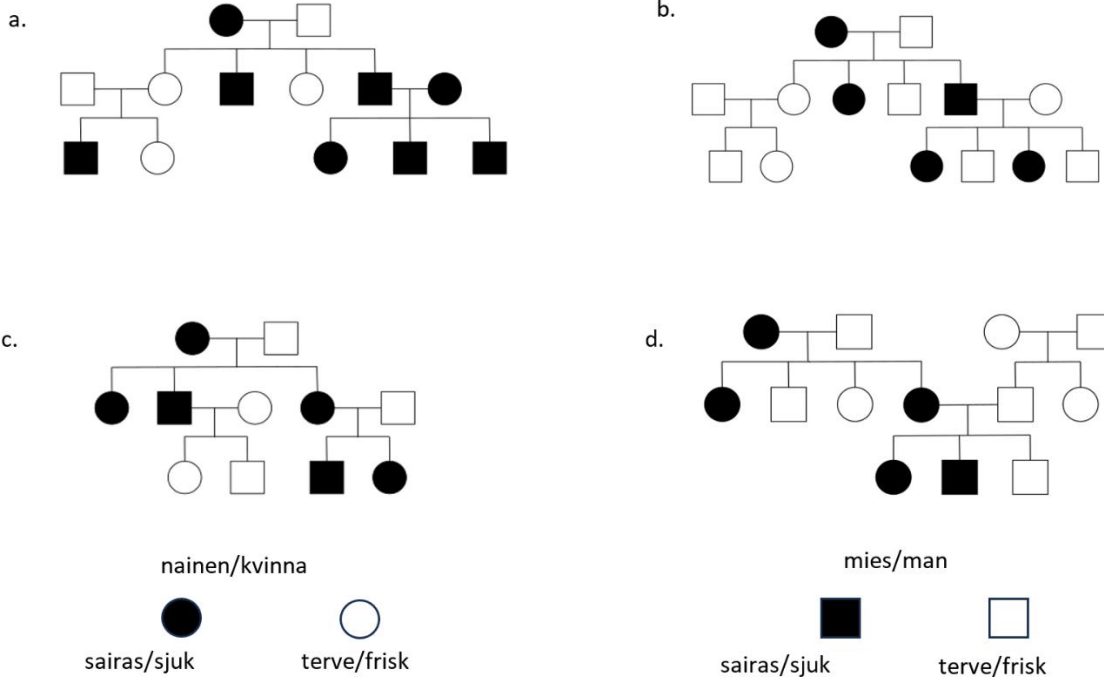 a.
b.
c.
d.
nainen/kvinna
mies/man
sairas/sjuk
terve/frisk
sairas/sjuk
terve/frisk